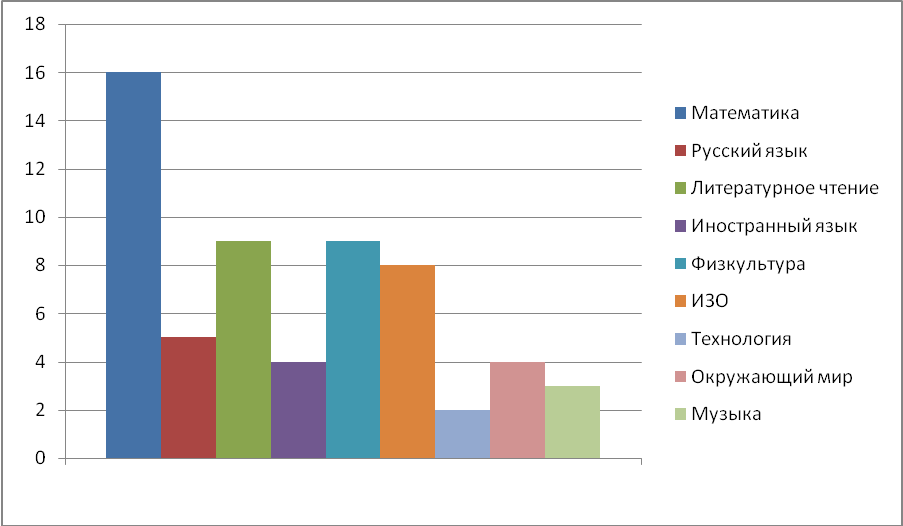 18
16
14
12
10
8
6
4
2
0
Математика
Русский язык
Литературное чтение
Иностранный язык
Физкультура
ИЗО
Технология
Окружающий мир
Музыка